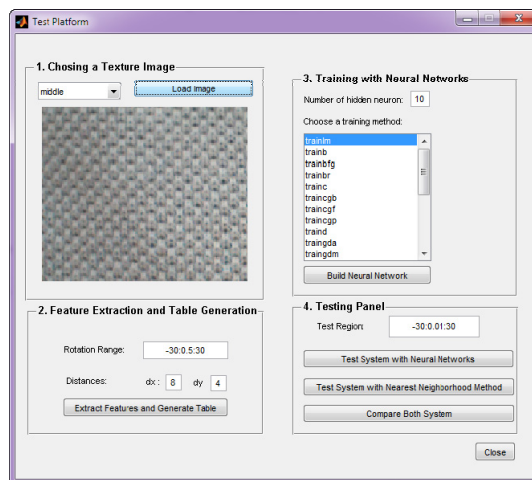 Test Platform
1. Chosing a Texture Image
middle
Load Image
2. Feature Extraction and Table Generation
Rotation Range: -30:0.5:30
Distances: dx : 8 dy 4
Extract Features and Generate Table
3. Training with Neural Networks
Number of hidden neuron: 10
Choose a training method:
trainlm
trainb
trainbfg
trainbr
trainc
traincgb
traincgf
traincgp
traind
traingda
traingdm
Build Neural Network
4. Testing Panel
Test Region: -30:0.01:30
Test System with Neural Networks
Test System with Nearest Neighborhood Method
Compare Both System
Close